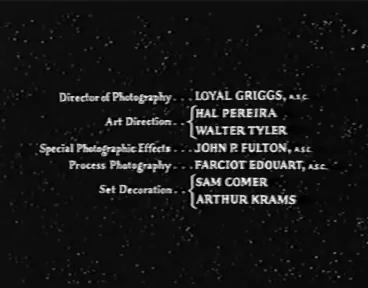 Director of Photography... LOYAL GRIGGS, A.S.C.
Art Direction.. HAL PEREIRA
WALTER TYLER
Special Photographic Effects... JOHN P. FULTON, A.S.C.
Process Photography... FARCIOT EDOUART, A.S.C.
Set Decoration.. SAM COMER
ARTHUR KRAMS